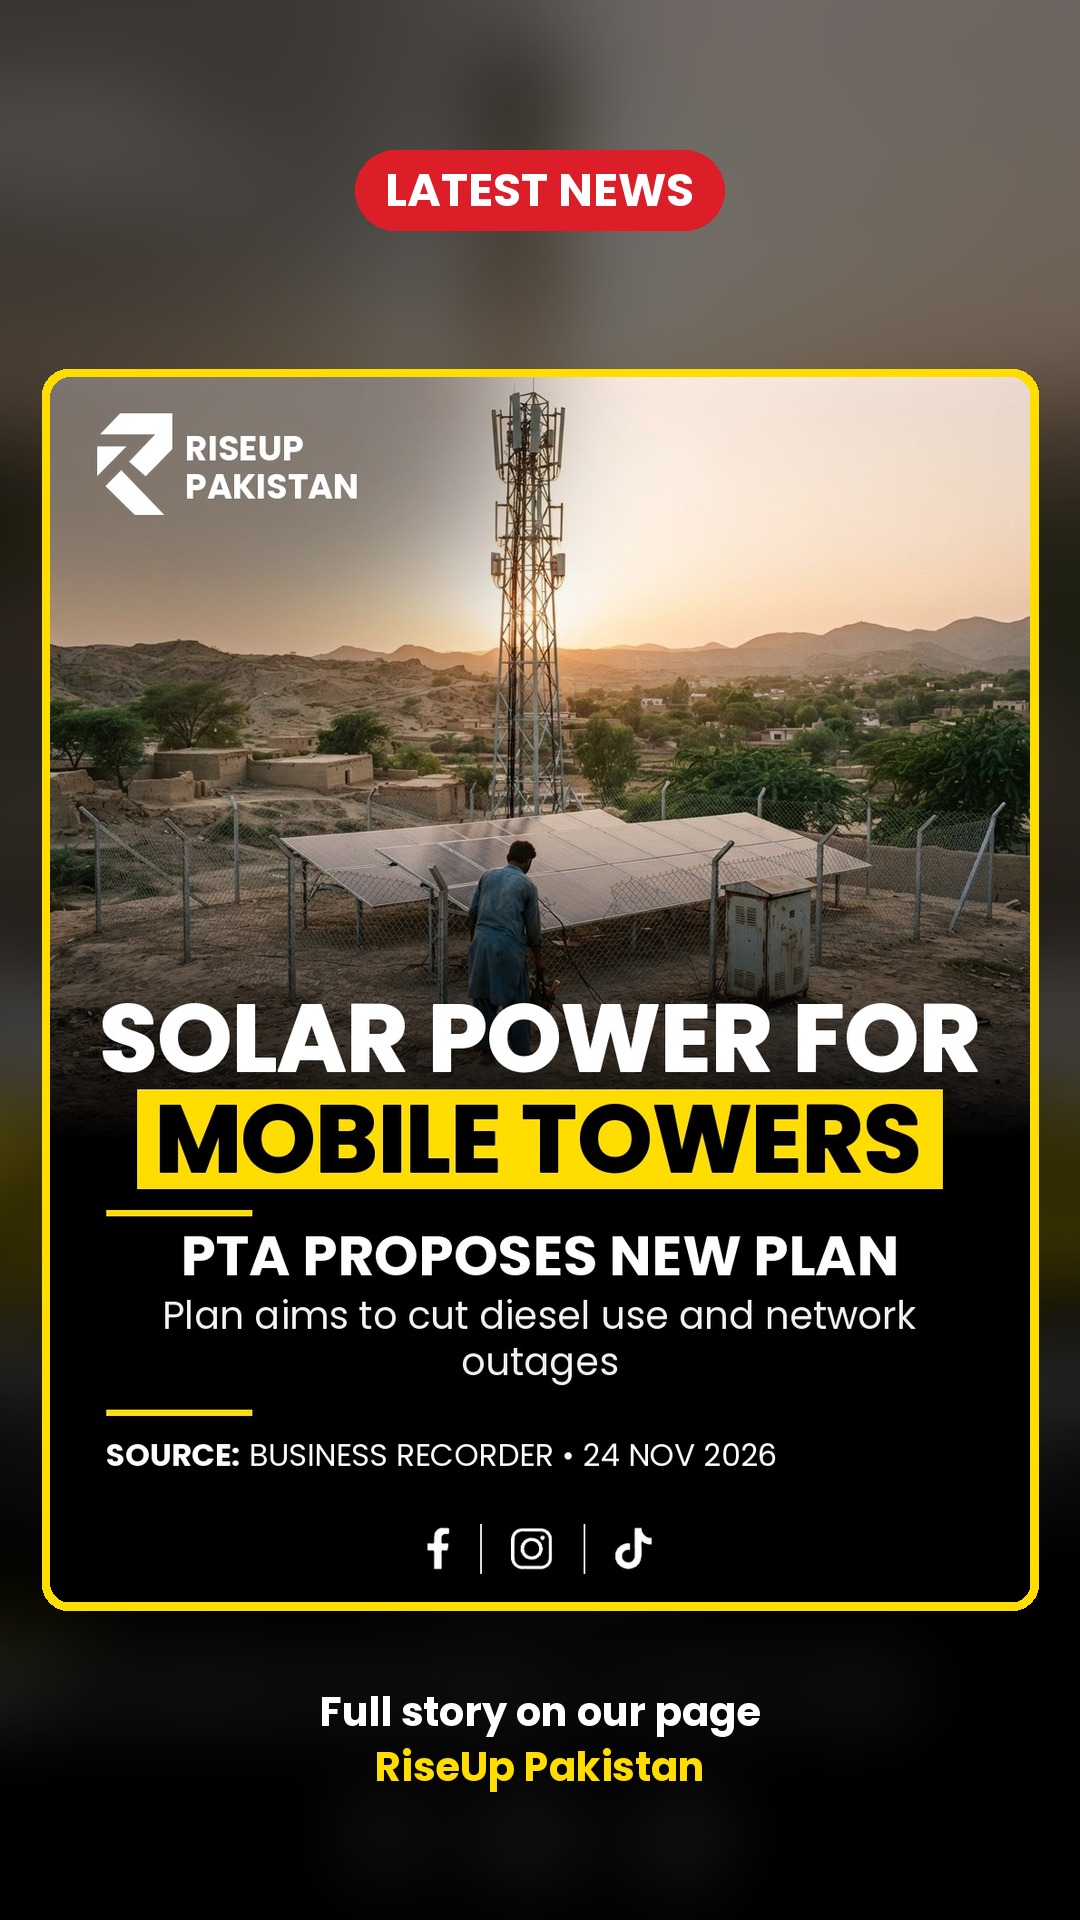 LATEST NEWS
RISEUP
PAKISTAN
SOLAR POWER FOR
MOBILE TOWERS
PTA PROPOSES NEW PLAN
Plan aims to cut diesel use and network
outages
SOURCE: BUSINESS RECORDER • 24 NOV 2026
Full story on our page
RiseUp Pakistan